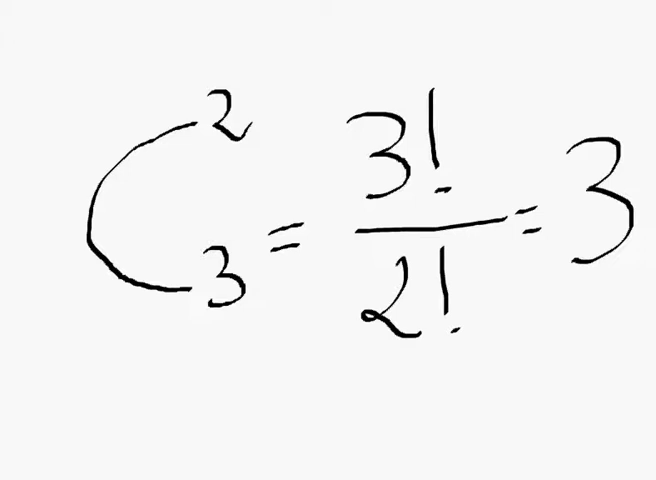 C₃² = 3!/2! = 3